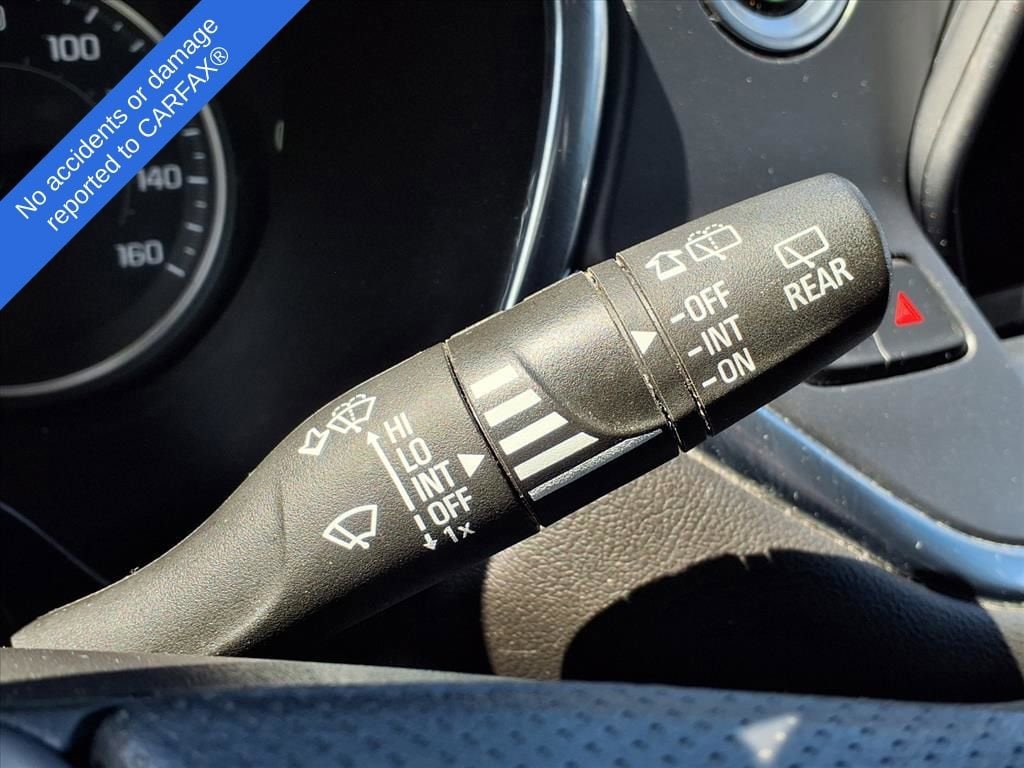 No accidents or damage
reported to CARFAX®
100
140
160
HI
LO
INT
OFF
1x
-OFF
-INT
-ON
REAR